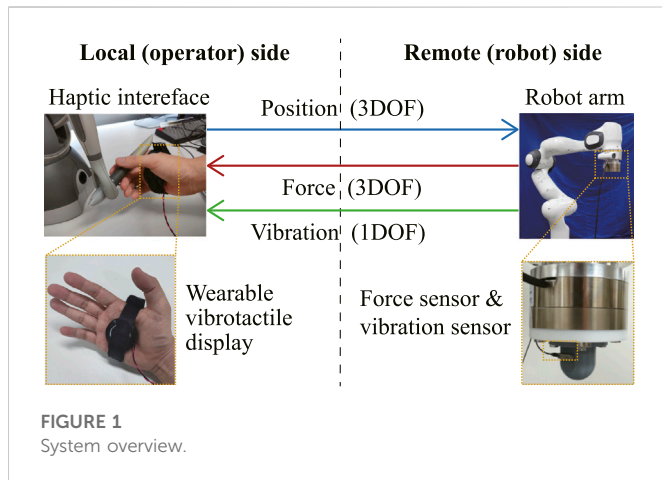 Local (operator) side
Remote (robot) side
Haptic intereface
Robot arm
Position (3DOF)
Force (3DOF)
Vibration (1DOF)
Wearable
vibrotactile
display
Force sensor &
vibration sensor
FIGURE 1
System overview.